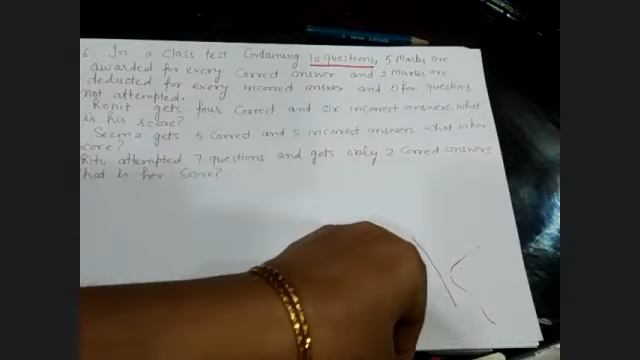 6. In a class test Containing 10 questions, 5 Marks are
awarded for every Correct answer and 2 Marks are
deducted for every incorrect answer and 0 for questions
not attempted.
Rohit gets four Correct and six incorrect answers. What
is his score?
Seema gets 5 Correct and 5 incorrect answers. What is her
score?
Ritu attempted 7 questions and gets only 2 Correct answers
hat is her Score?